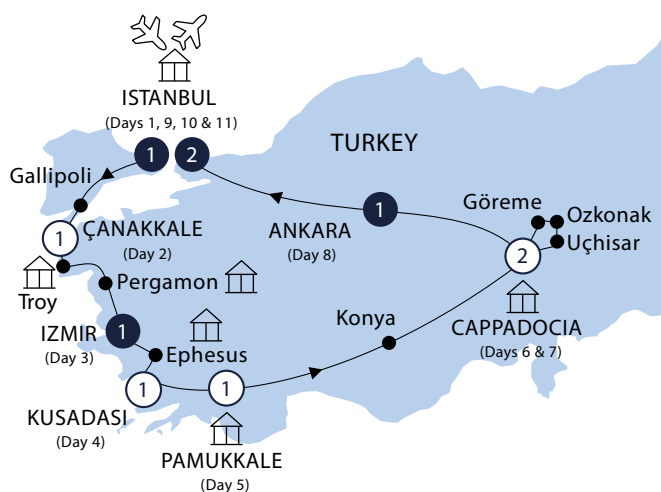 ISTANBUL
(Days 1, 9, 10 & 11)
TURKEY
1
2
Gallipoli
1
ÇANAKKALE
(Day 2)
ANKARA
(Day 8)
1
Göreme
Ozkonak
Uçhisar
2
Troy
Pergamon
IZMIR
(Day 3)
1
Ephesus
Konya
CAPPADOCIA
(Days 6 & 7)
1
1
KUSADASI
(Day 4)
PAMUKKALE
(Day 5)